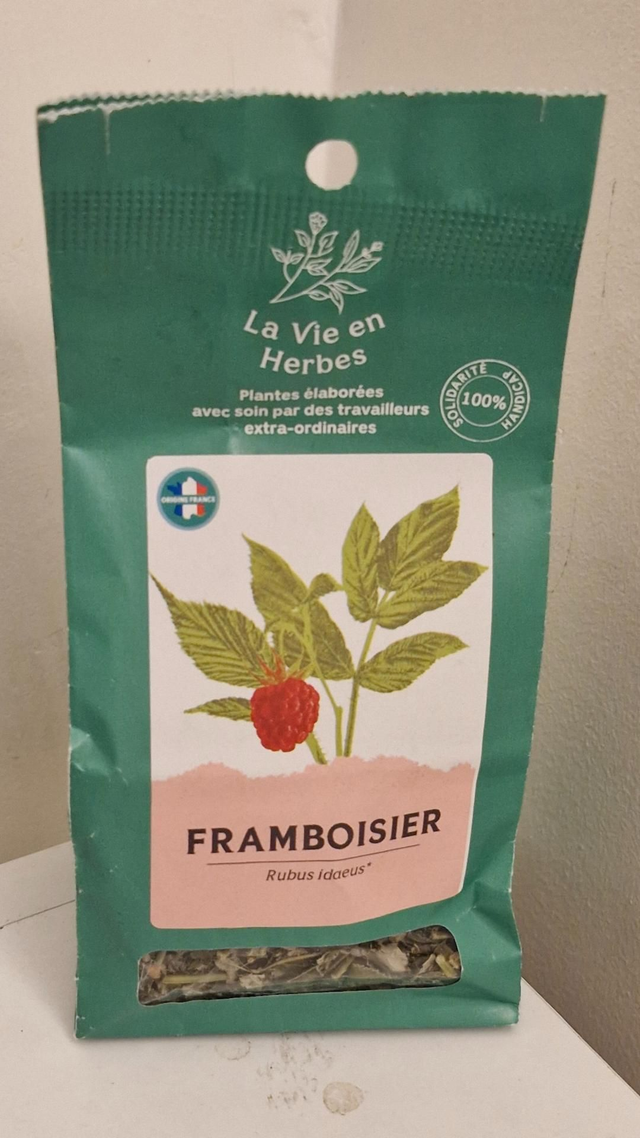 La Vie en
Herbes
Plantes élaborées
avec soin par des travailleurs
extra-ordinaires
SOLIDARITÉ
HANDICAP
100%
ORIGINE FRANCE
FRAMBOISIER
Rubus idaeus*